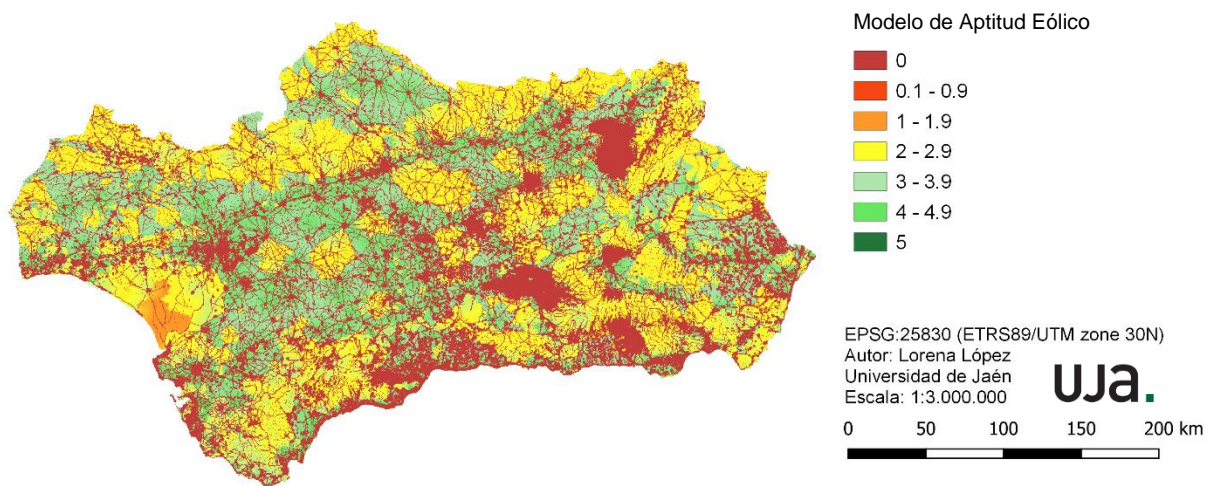 Modelo de Aptitud Eólico
0
0.1 - 0.9
1 - 1.9
2 - 2.9
3 - 3.9
4 - 4.9
5
EPSG:25830 (ETRS89/UTM zone 30N)
Autor: Lorena López
Universidad de Jaén
Escala: 1:3.000.000
uja.
0 50 100 150 200 km